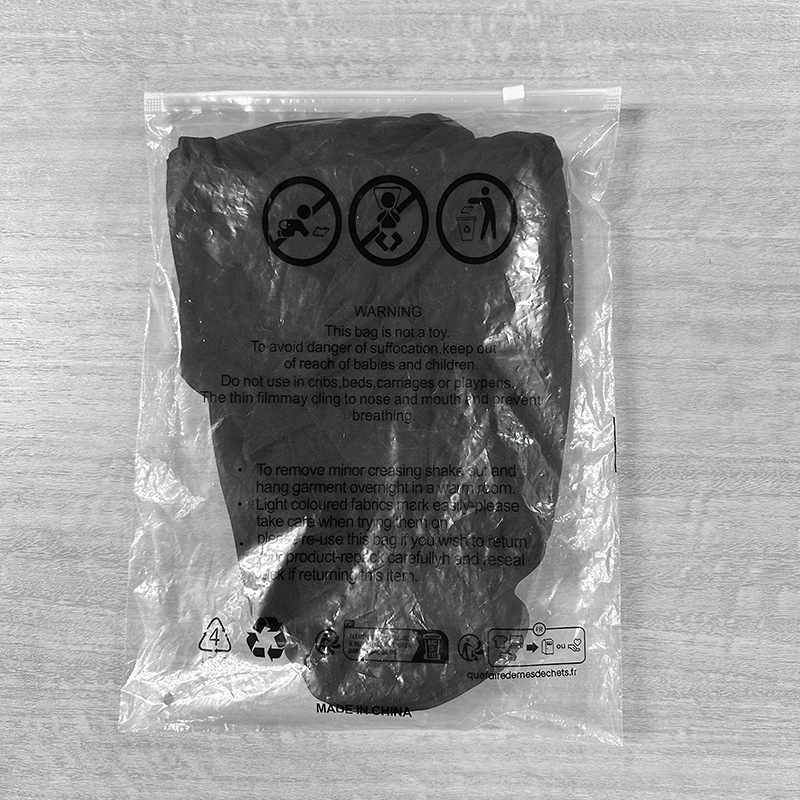 WARNING
This bag is not a toy.
To avoid danger of suffocation,keep out
of reach of babies and children.
Do not use in cribs,beds,carriages or playpens.
The thin filmmay cling to nose and mouth and prevent
breathing.
• To remove minor creasing shake out and
hang garment overnight in a warm room.
• Light coloured fabrics mark easily-please
take care when trying them on
• please re-use this bag if you wish to return
your product-repack carefullyh and reseal
if returning this item.
4
FR
ou
quefairedemesdechets.fr
MADE IN CHINA